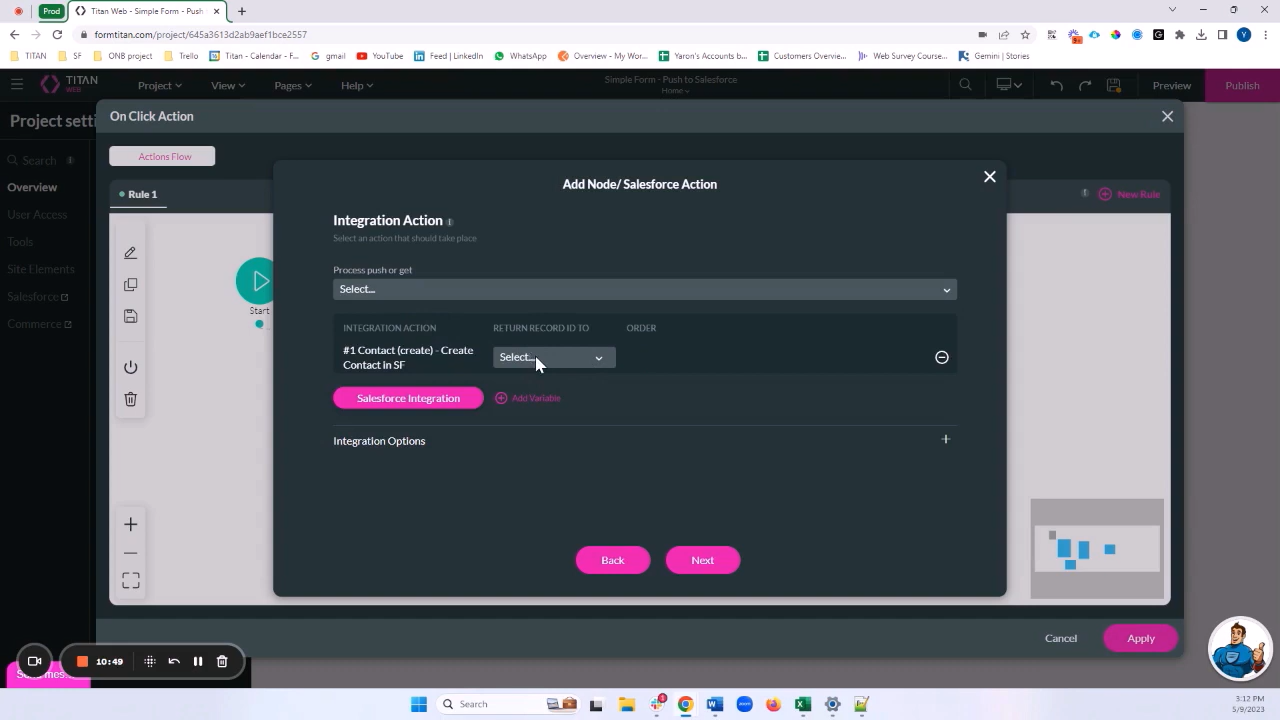 Prod
Titan Web - Simple Form - Push
formtitan.com/project/645a3613d2ab9aef1bce2557
TITAN
SF
ONB project
Trello
Titan - Calendar - F...
gmail
YouTube
Feed | LinkedIn
WhatsApp
Overview - My Wor...
Yaron's Accounts b...
Customers Overvie...
Web Survey Course...
Gemini | Stories
TITAN
WEB
Project
View
Pages
Help
Simple Form - Push to Salesforce
Home
Preview
Publish
Project setti
Search
Overview
User Access
Tools
Site Elements
Salesforce
Commerce
On Click Action
Actions Flow
Rule 1
New Rule
Start
Add Node/ Salesforce Action
Integration Action
Select an action that should take place
Process push or get
Select...
INTEGRATION ACTION RETURN RECORD ID TO ORDER
#1 Contact (create) - Create
Contact in SF
Select...
Salesforce Integration
Add Variable
Integration Options
Back
Next
Cancel
Apply
10:49
Search
3:12 PM
5/9/2023